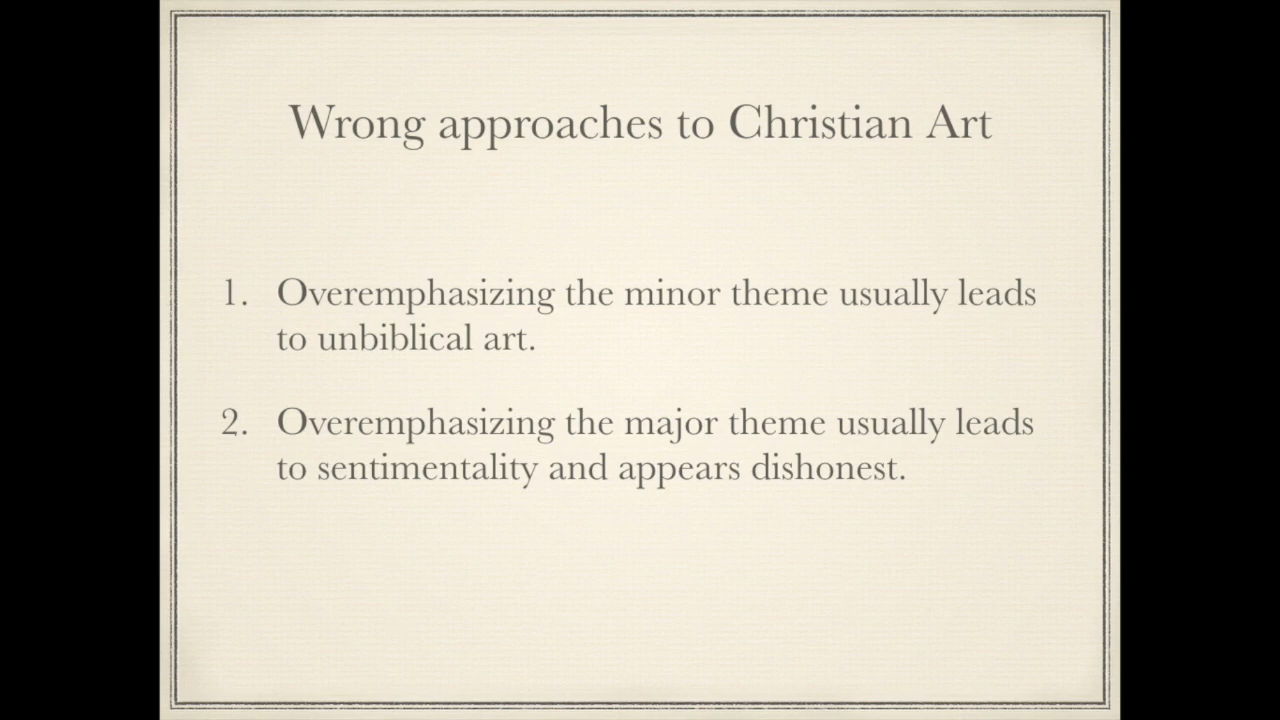 Wrong approaches to Christian Art
1. Overemphasizing the minor theme usually leads
to unbiblical art.
2. Overemphasizing the major theme usually leads
to sentimentality and appears dishonest.